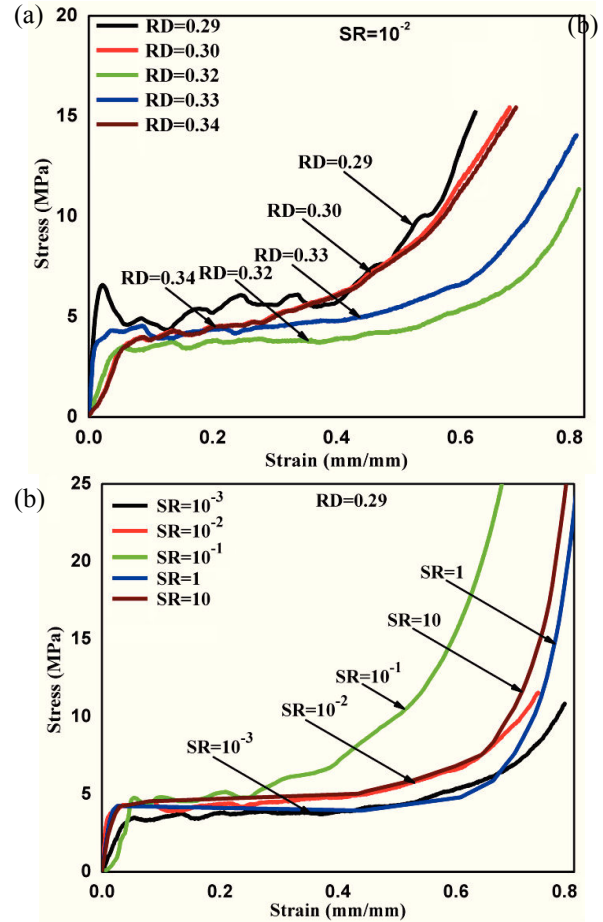 (a)
(b)
SR=10⁻²
RD=0.29
RD=0.30
RD=0.32
RD=0.33
RD=0.34
20
15
10
5
0
Stress (MPa)
RD=0.29
RD=0.30
RD=0.33
RD=0.32
RD=0.34
0.0 0.2 0.4 0.6 0.8
Strain (mm/mm)
(b)
RD=0.29
SR=10⁻³
SR=10⁻²
SR=10⁻¹
SR=1
SR=10
25
20
15
10
5
0
Stress (MPa)
SR=1
SR=10
SR=10⁻¹
SR=10⁻²
SR=10⁻³
0.0 0.2 0.4 0.6 0.8
Strain (mm/mm)